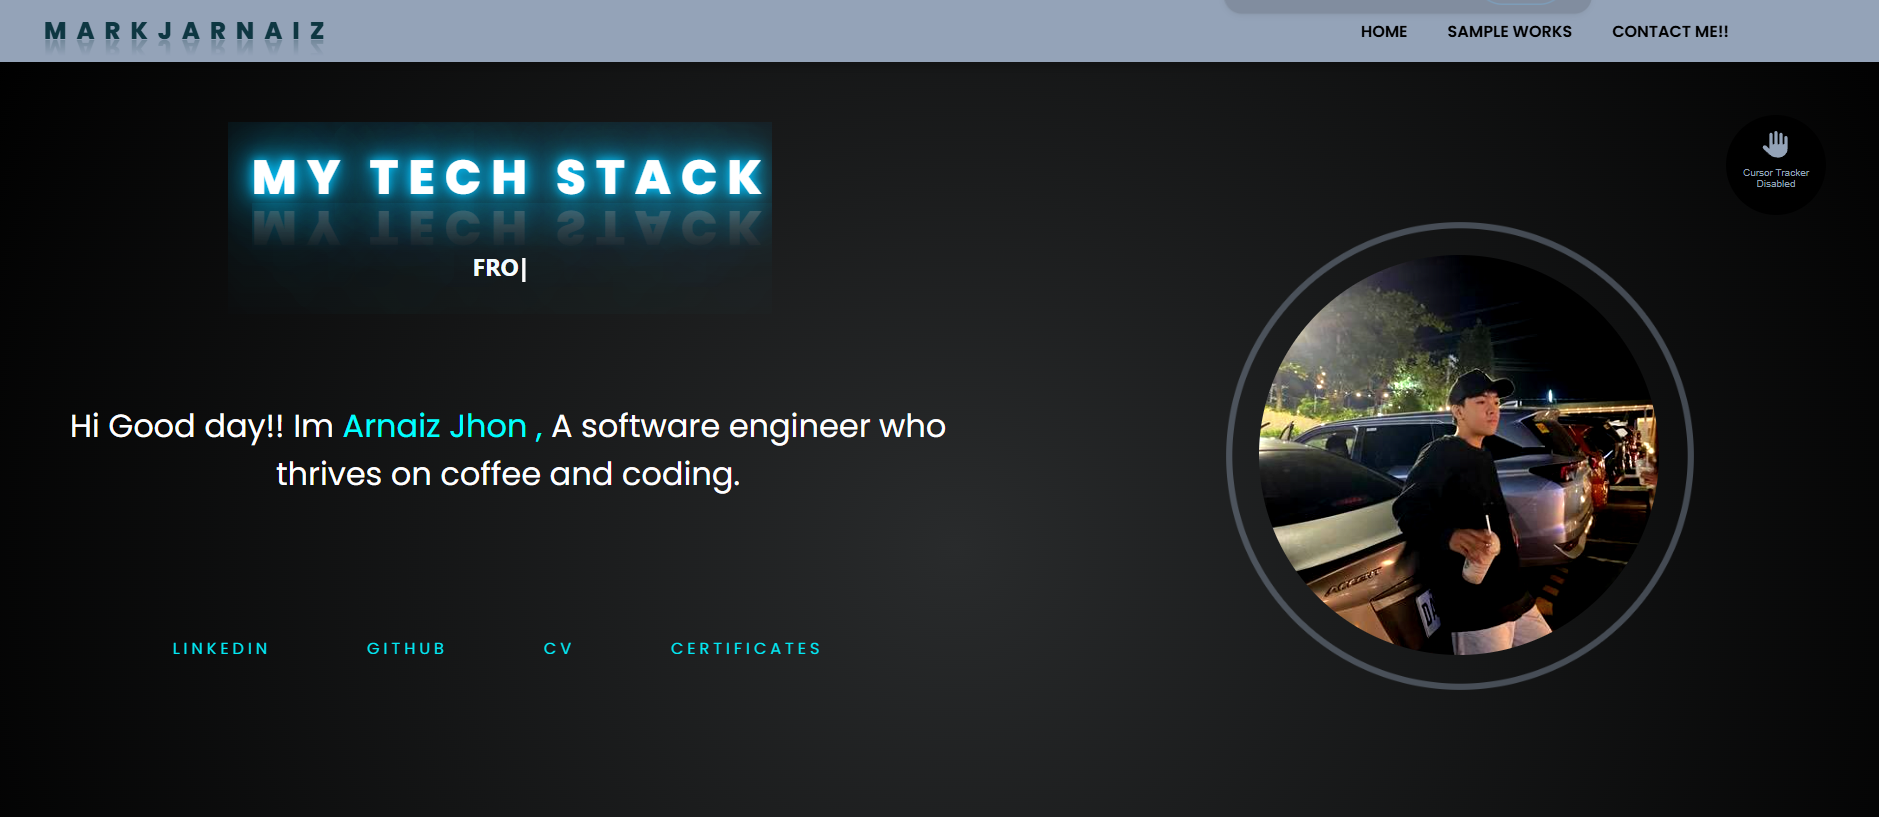 MARKJARNAIZ
HOME
SAMPLE WORKS
CONTACT ME!!
MY TECH STACK
FRO|
Cursor Tracker
Disabled
Hi Good day!! Im Arnaiz Jhon , A software engineer who
thrives on coffee and coding.
LINKEDIN
GITHUB
CV
CERTIFICATES
ACCENT